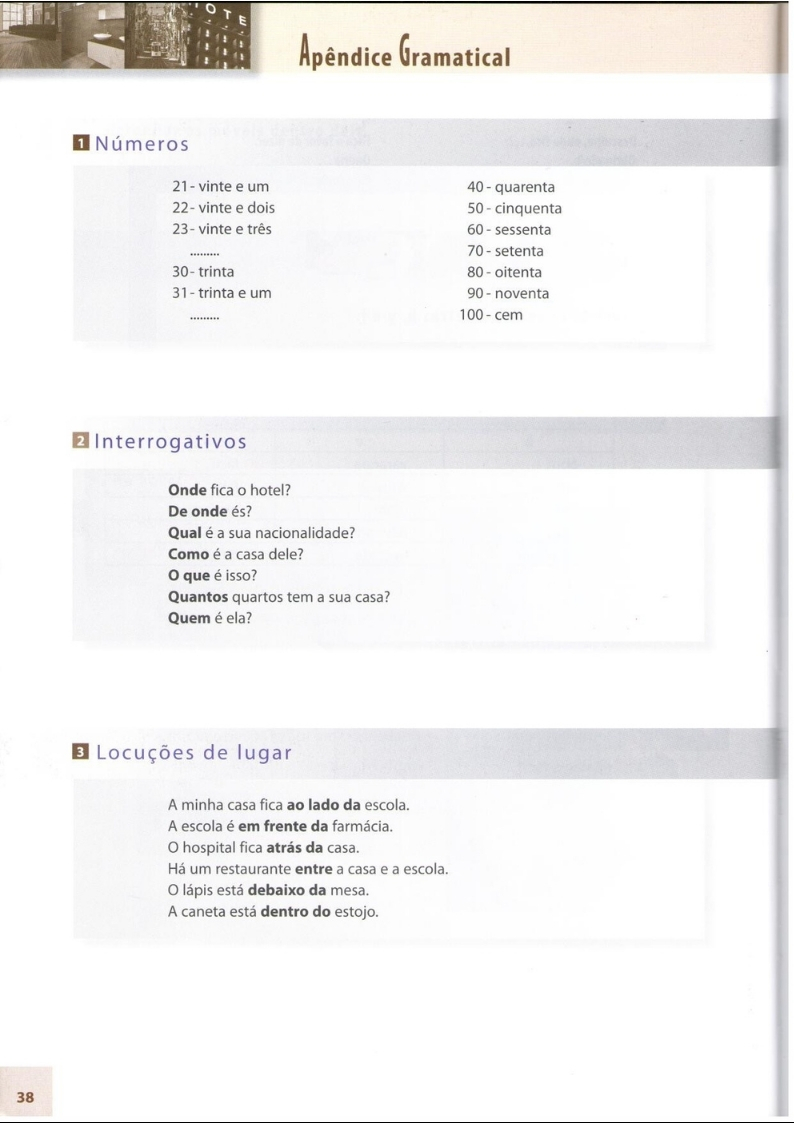 HOTE
Apêndice Gramatical
1 Números
21 - vinte e um
22 - vinte e dois
23 - vinte e três
.........
30 - trinta
31 - trinta e um
.........
40 - quarenta
50 - cinquenta
60 - sessenta
70 - setenta
80 - oitenta
90 - noventa
100 - cem
2 Interrogativos
Onde fica o hotel?
De onde és?
Qual é a sua nacionalidade?
Como é a casa dele?
O que é isso?
Quantos quartos tem a sua casa?
Quem é ela?
3 Locuções de lugar
A minha casa fica ao lado da escola.
A escola é em frente da farmácia.
O hospital fica atrás da casa.
Há um restaurante entre a casa e a escola.
O lápis está debaixo da mesa.
A caneta está dentro do estojo.
38